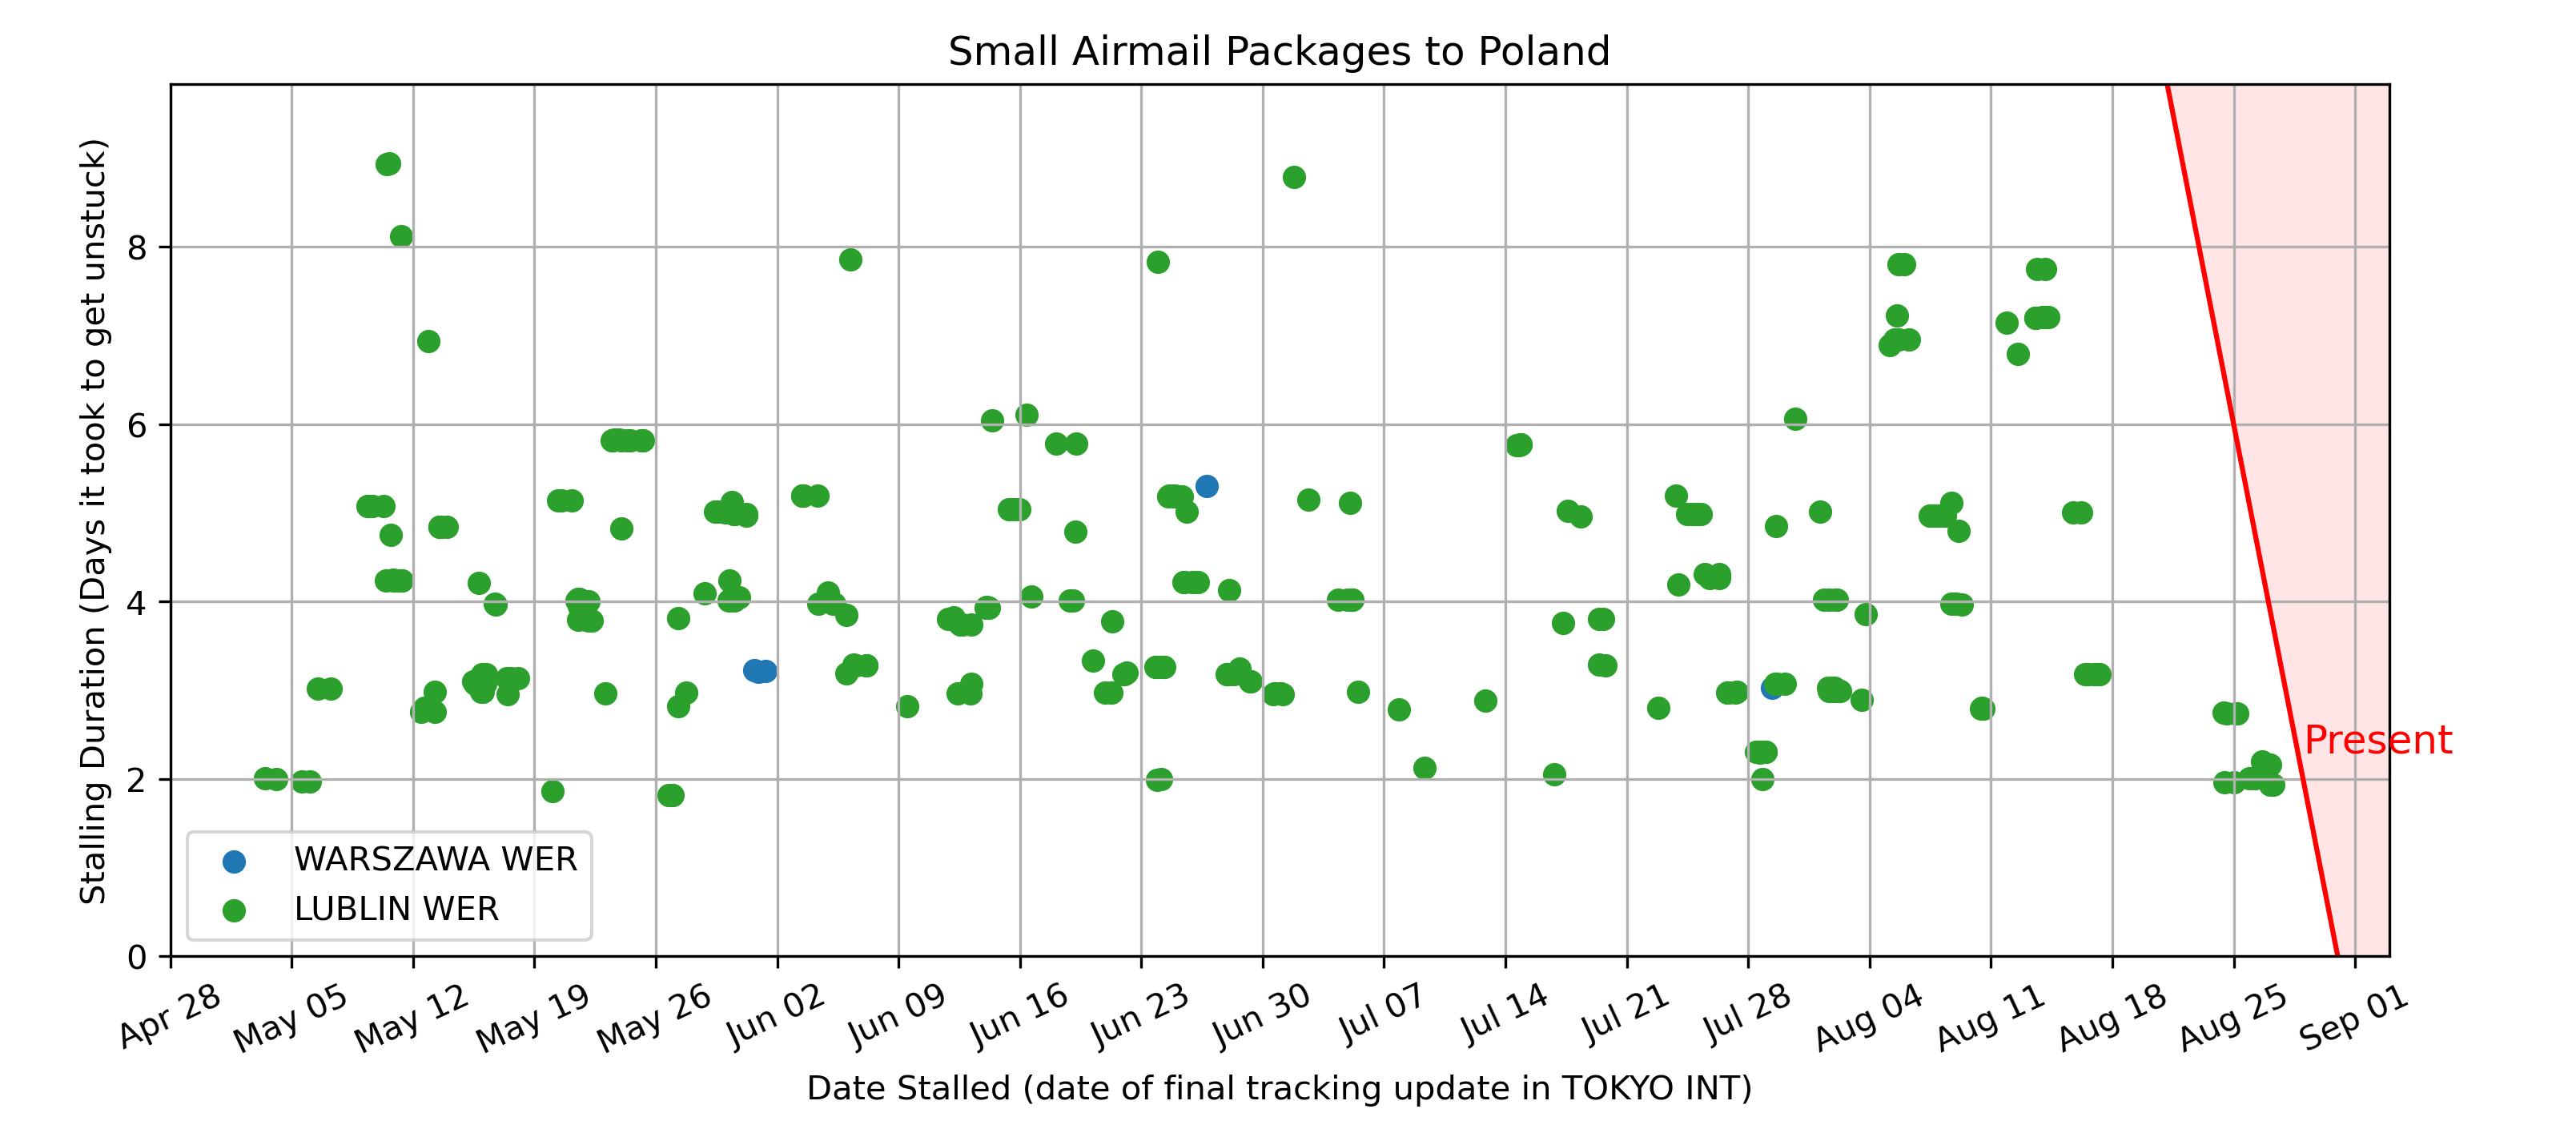 Small Airmail Packages to Poland
Stalling Duration (Days it took to get unstuck)
8
6
4
2
0
Present
WARSZAWA WER
LUBLIN WER
Apr 28
May 05
May 12
May 19
May 26
Jun 02
Jun 09
Jun 16
Jun 23
Jun 30
Jul 07
Jul 14
Jul 21
Jul 28
Aug 04
Aug 11
Aug 18
Aug 25
Sep 01
Date Stalled (date of final tracking update in TOKYO INT)